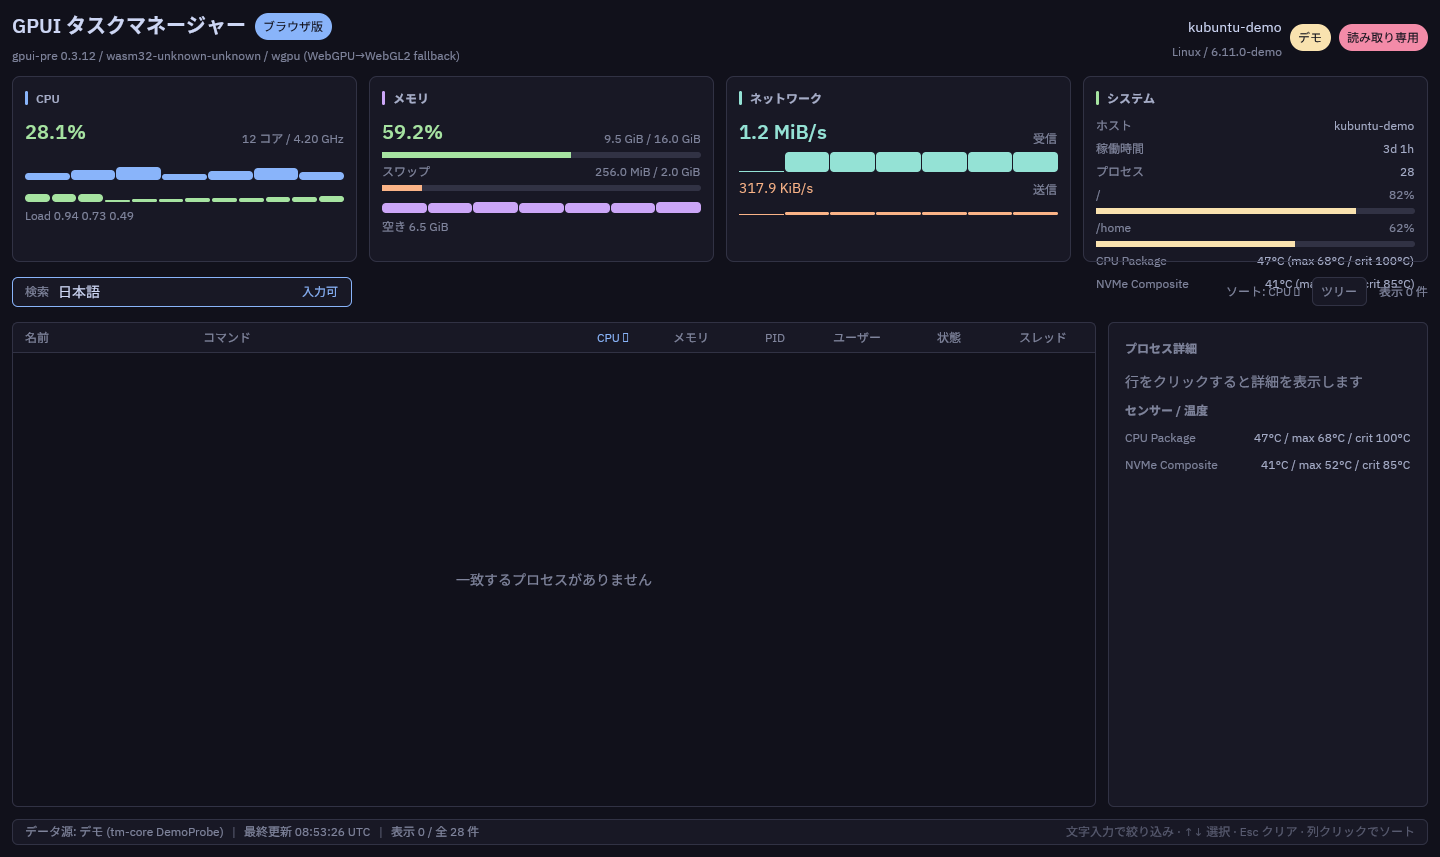 GPUI タスクマネージャー ブラウザ版
gpui-pre 0.3.12 / wasm32-unknown-unknown / wgpu (WebGPU→WebGL2 fallback)
kubuntu-demo
Linux / 6.11.0-demo
デモ 読み取り専用
CPU
28.1% 12 コア / 4.20 GHz
Load 0.94 0.73 0.49
メモリ
59.2% 9.5 GiB / 16.0 GiB
スワップ 256.0 MiB / 2.0 GiB
空き 6.5 GiB
ネットワーク
1.2 MiB/s 受信
317.9 KiB/s 送信
システム
ホスト kubuntu-demo
稼働時間 3d 1h
プロセス 28
/ 82%
/home 62%
CPU Package 47°C (max 68°C / crit 100°C)
NVMe Composite 41°C (ma crit 85°C)
検索 日本語 入力可
ソート: CPU ツリー 表示 0 件
名前 コマンド CPU メモリ PID ユーザー 状態 スレッド
一致するプロセスがありません
プロセス詳細
行をクリックすると詳細を表示します
センサー / 温度
CPU Package 47°C / max 68°C / crit 100°C
NVMe Composite 41°C / max 52°C / crit 85°C
データ源: デモ (tm-core DemoProbe) | 最終更新 08:53:26 UTC | 表示 0 / 全 28 件
文字入力で絞り込み · ↑↓ 選択 · Esc クリア · 列クリックでソート